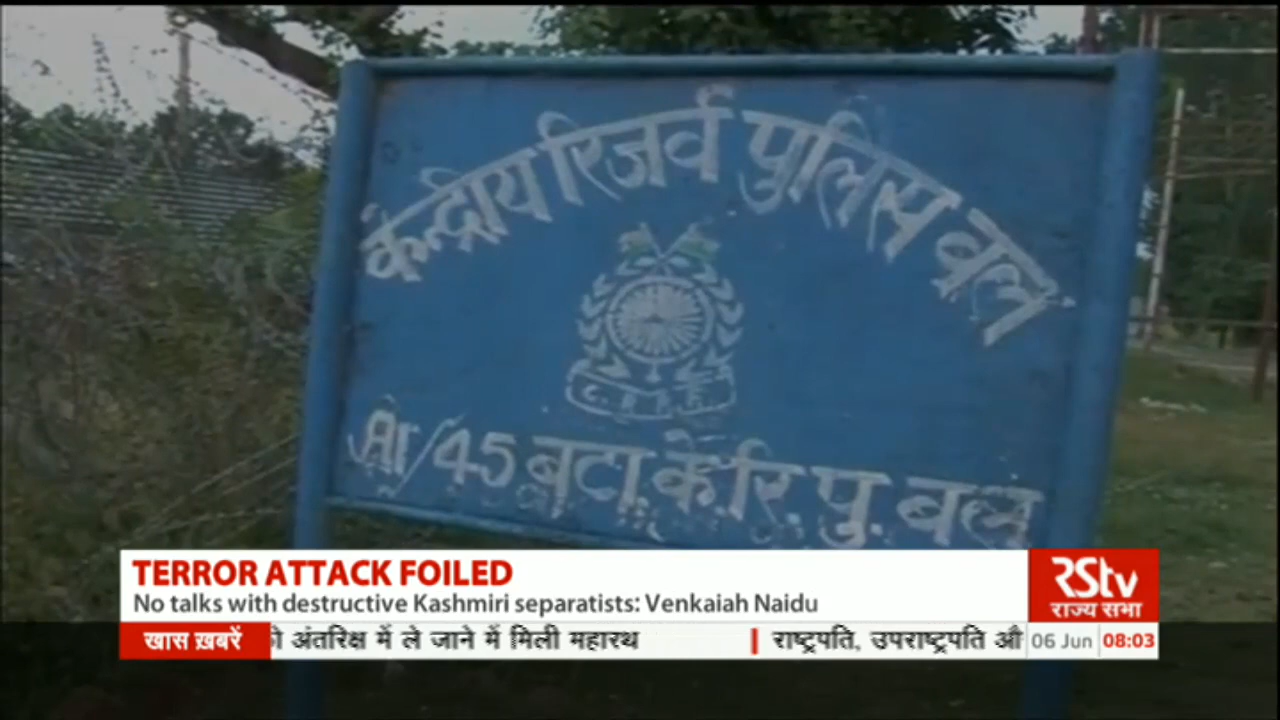 केन्द्रीय रिजर्व पुलिस बल
C.R.P.F.
/45 बटा. के. रि. पु. बल
TERROR ATTACK FOILED
No talks with destructive Kashmiri separatists: Venkaiah Naidu
RSTV
राज्य सभा
खास ख़बरें
अंतरिक्ष में ले जाने में मिली महारथ
राष्ट्रपति, उपराष्ट्रपति औ
06 Jun 08:03